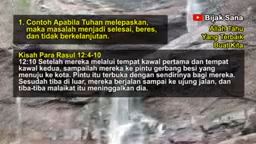 1. Contoh Apabila Tuhan melepaskan,
maka masalah menjadi selesai, beres,
dan tidak berkelanjutan.
Bijak Sana
Allah Tahu
Yang Terbaik
Buat Kita
Kisah Para Rasul 12:4-10
12:10 Setelah mereka melalui tempat kawal pertama dan tempat
kawal kedua, sampailah mereka ke pintu gerbang besi yang
menuju ke kota. Pintu itu terbuka dengan sendirinya bagi mereka.
Sesudah tiba di luar, mereka berjalan sampai ke ujung jalan, dan
tiba-tiba malaikat itu meninggalkan dia.